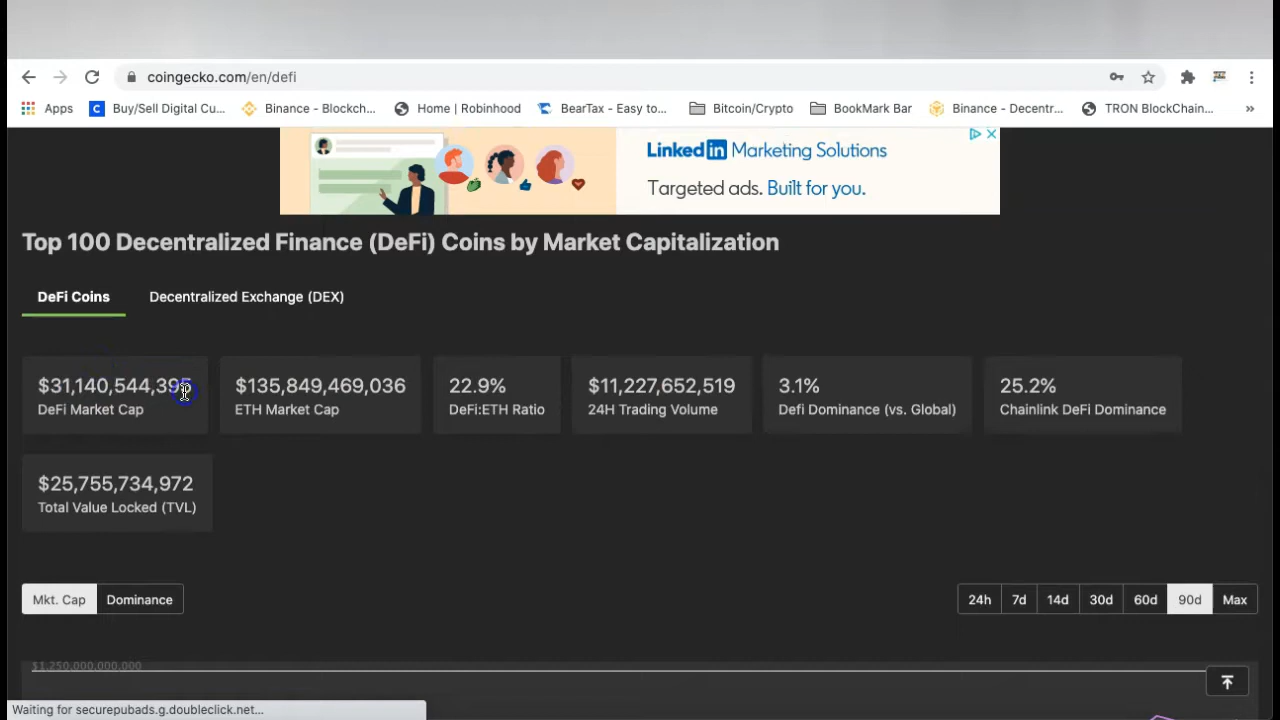 coingecko.com/en/defi
Apps Buy/Sell Digital Cu... Binance - Blockch... Home | Robinhood BearTax - Easy to... Bitcoin/Crypto BookMark Bar Binance - Decentr... TRON BlockChain... »
Linked in Marketing Solutions
Targeted ads. Built for you.
Top 100 Decentralized Finance (DeFi) Coins by Market Capitalization
DeFi Coins Decentralized Exchange (DEX)
$31,140,544,395 $135,849,469,036 22.9% $11,227,652,519 3.1% 25.2%
DeFi Market Cap ETH Market Cap DeFi:ETH Ratio 24H Trading Volume Defi Dominance (vs. Global) Chainlink DeFi Dominance
$25,755,734,972
Total Value Locked (TVL)
Mkt. Cap Dominance 24h 7d 14d 30d 60d 90d Max
$1,250,000,000,000
Waiting for securepubads.g.doubleclick.net...